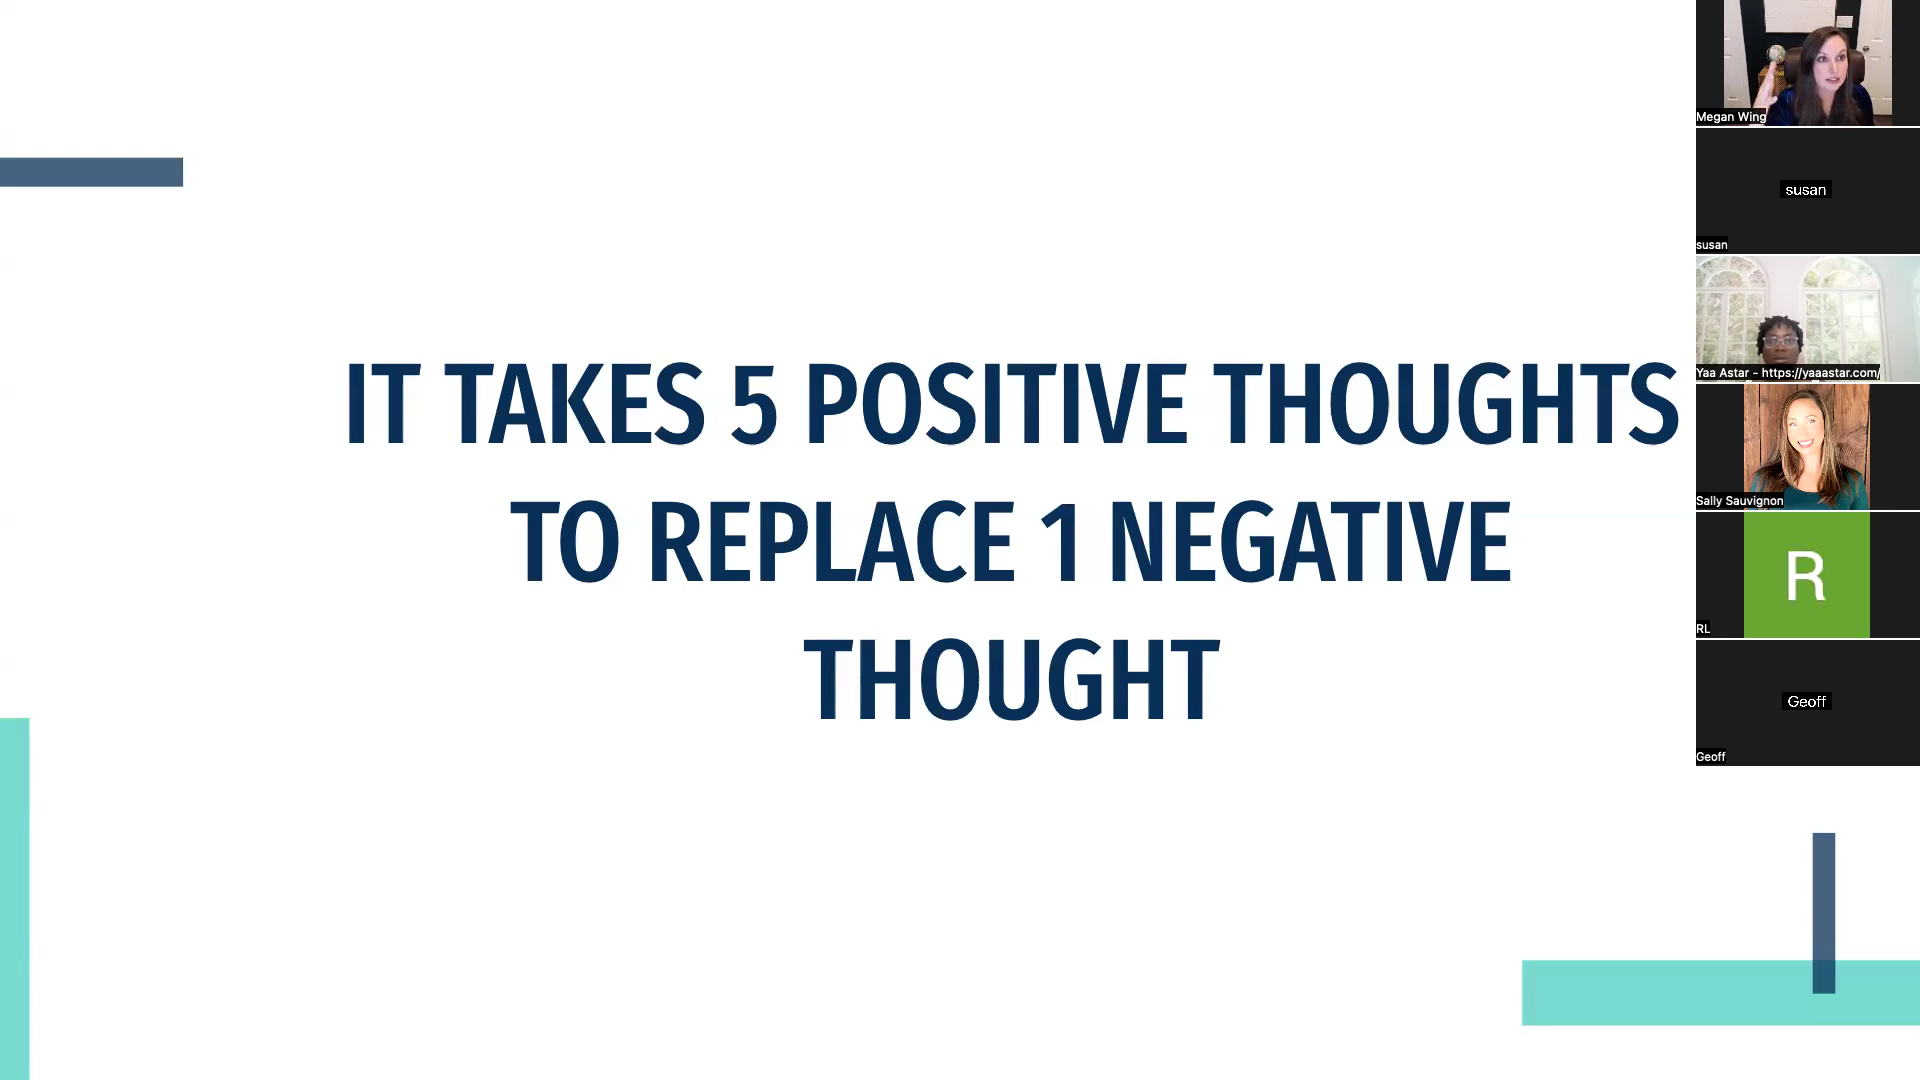 IT TAKES 5 POSITIVE THOUGHTS
TO REPLACE 1 NEGATIVE
THOUGHT
Megan Wing
susan
susan
Yaa Astar - https://yaaastar.com/
Sally Sauvignon
R
RL
Geoff
Geoff